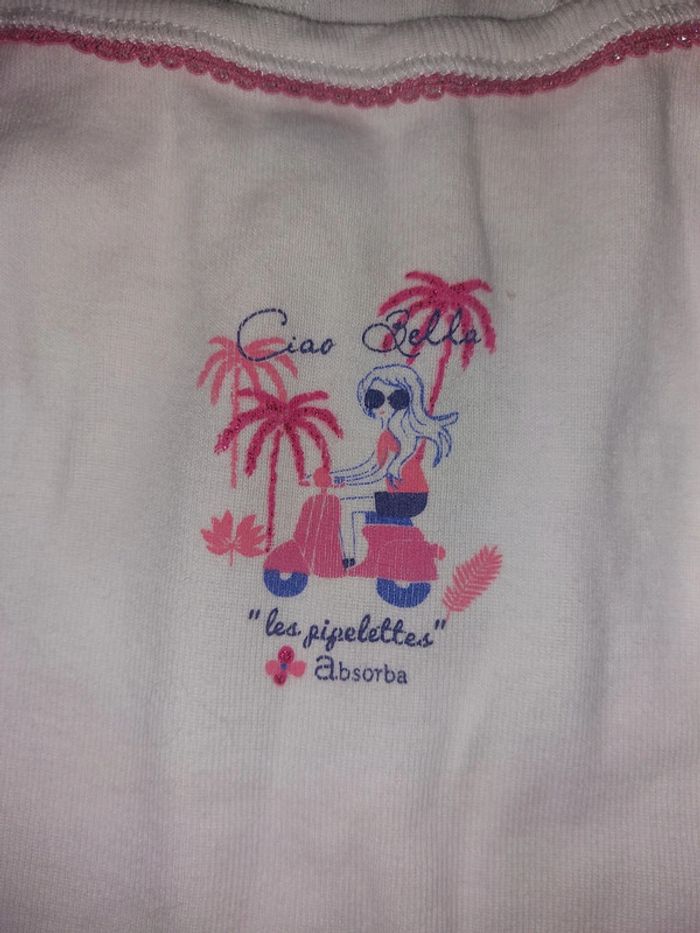 Ciao Bella
"les pipelettes"
absorba